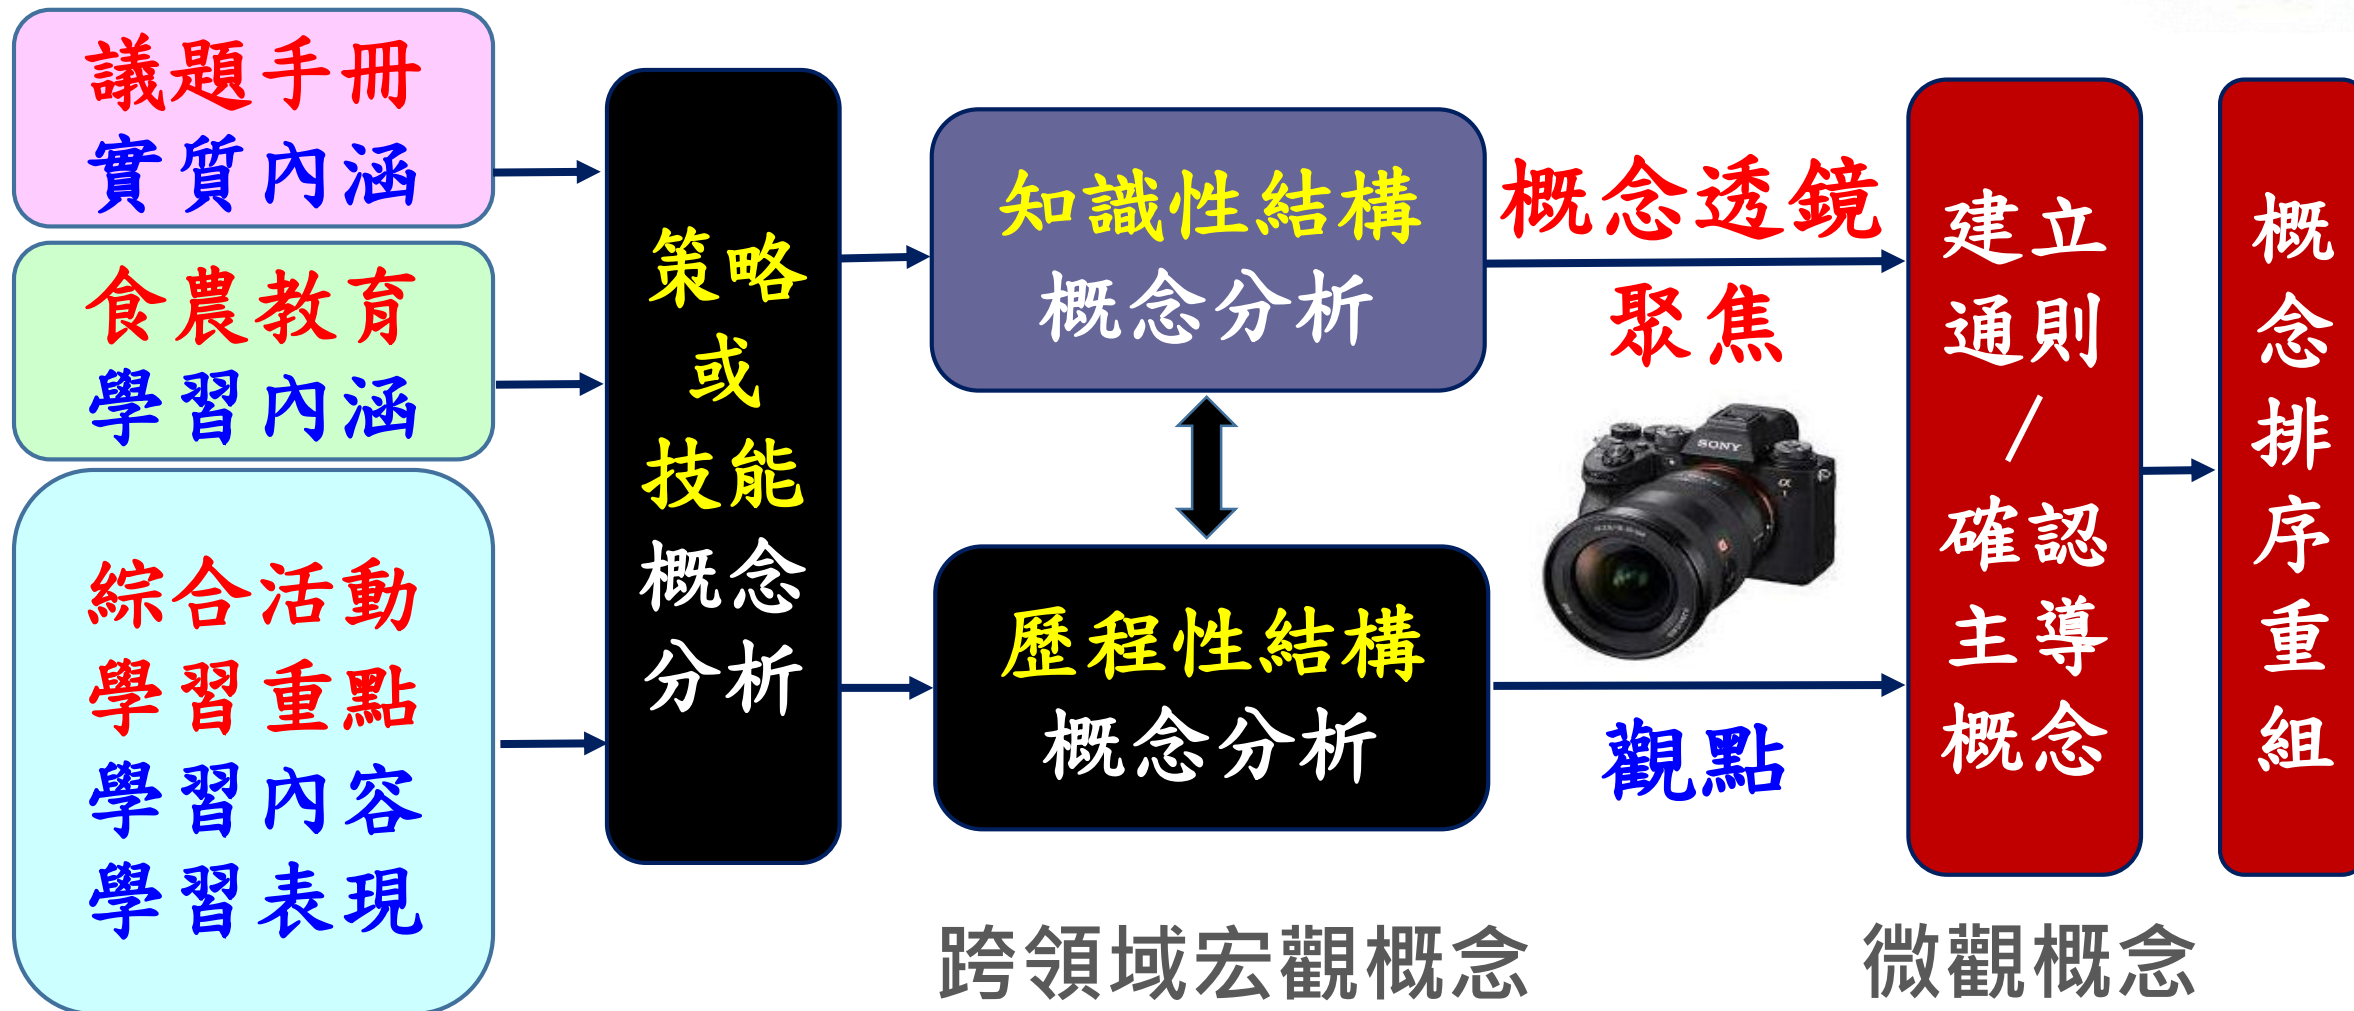 議題手冊
實質內涵
食農教育
學習內涵
綜合活動
學習重點
學習內容
學習表現
策略
或
技能
概念
分析
知識性結構
概念分析
歷程性結構
概念分析
概念透鏡
聚焦
SONY
α
1
觀點
建立
通則
/
確認
主導
概念
概
念
排
序
重
組
跨領域宏觀概念
微觀概念